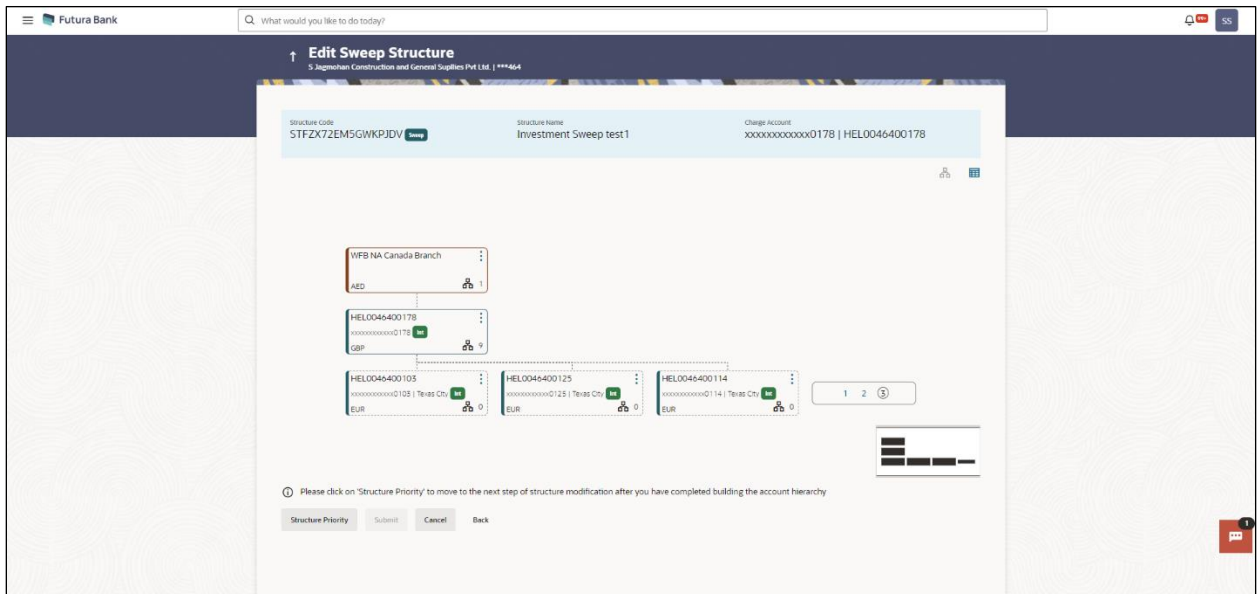 Futura Bank
What would you like to do today?
99+
SS
↑ Edit Sweep Structure
5 Jagmohan Construction and General Supllies Pvt Ltd. | ***464
Structure Code
STFZX72EM5GWKPJDV Sweep
Structure Name
Investment Sweep test1
Charge Account
xxxxxxxxxxxx0178 | HEL0046400178
WFB NA Canada Branch
AED 1
HEL0046400178
xxxxxxxxxxxx0178 Int
GBP 9
HEL0046400103
xxxxxxxxxxxx0103 | Texas City Int
EUR 0
HEL0046400125
xxxxxxxxxxxx0125 | Texas City Int
EUR 0
HEL0046400114
xxxxxxxxxxxx0114 | Texas City Int
EUR 0
1 2 3
Please click on 'Structure Priority' to move to the next step of structure modification after you have completed building the account hierarchy
Structure Priority Submit Cancel Back
1